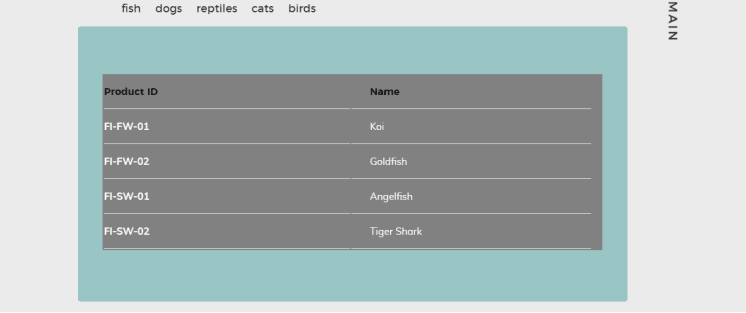 fish dogs reptiles cats birds
MAIN
Product ID Name
FI-FW-01 Koi
FI-FW-02 Goldfish
FI-SW-01 Angelfish
FI-SW-02 Tiger Shark